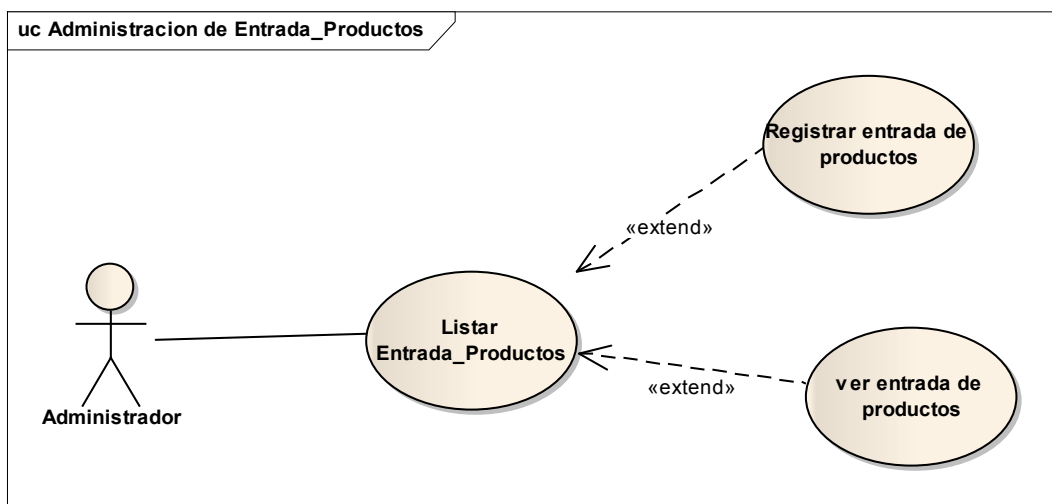 uc Administracion de Entrada_Productos
Registrar entrada de
productos
«extend»
Listar
Entrada_Productos
«extend»
ver entrada de
productos
Administrador